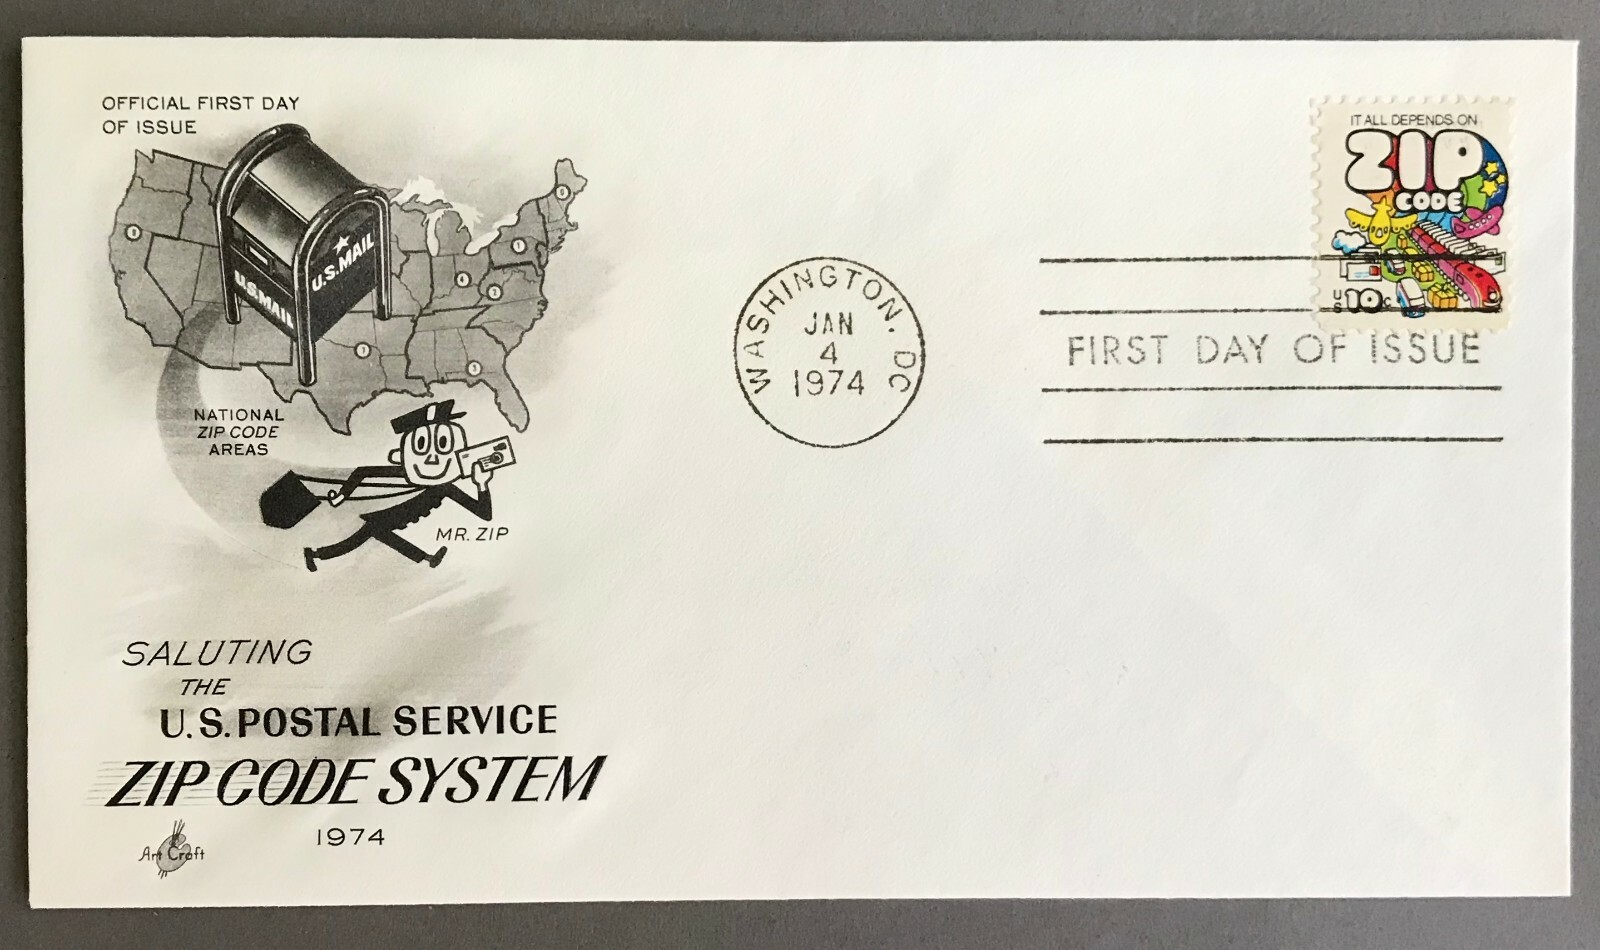 OFFICIAL FIRST DAY
OF ISSUE
U.S.MAIL
U.S.MAIL
NATIONAL
ZIP CODE
AREAS
MR. ZIP
SALUTING
THE
U.S. POSTAL SERVICE
ZIP CODE SYSTEM
1974
Art Craft
WASHINGTON, DC
JAN
4
1974
IT ALL DEPENDS ON
ZIP
CODE
US 10c
FIRST DAY OF ISSUE